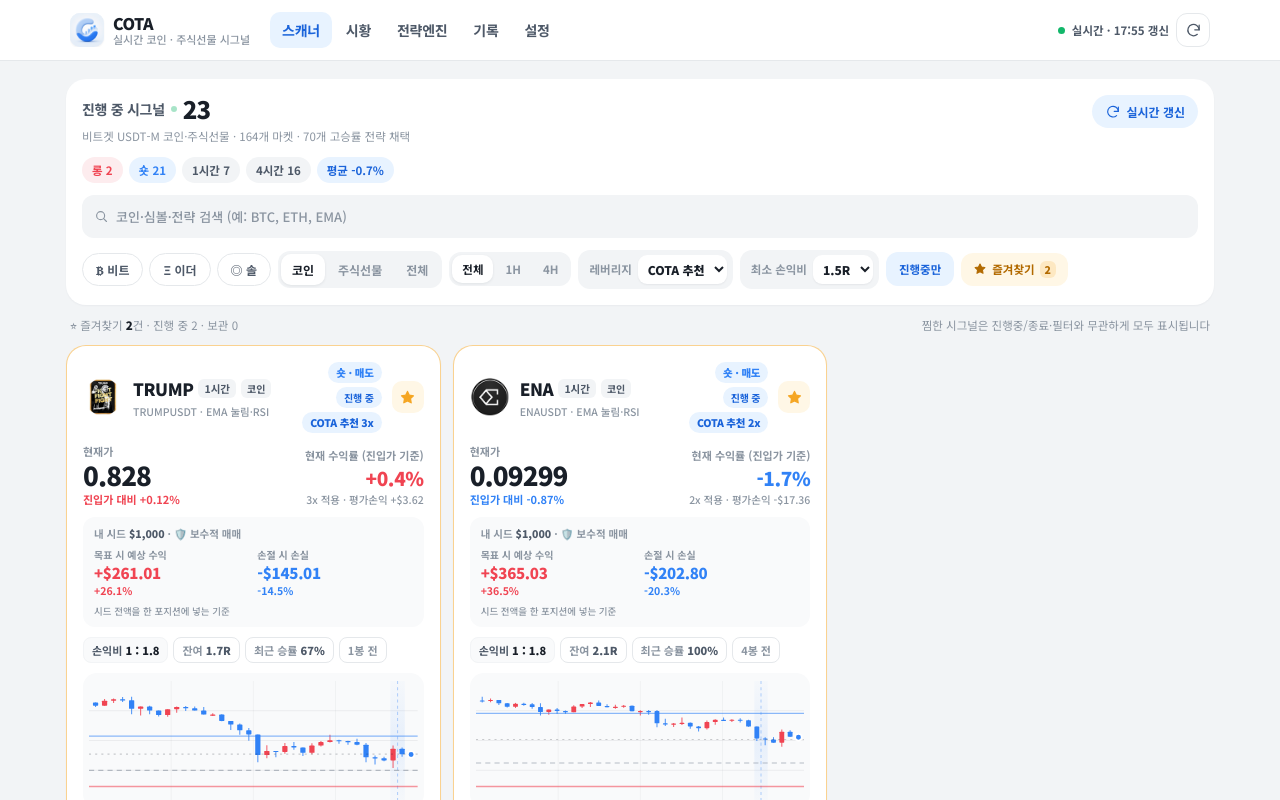 COTA
실시간 코인 · 주식선물 시그널
스캐너 시황 전략엔진 기록 설정
실시간 · 17:55 갱신
진행 중 시그널 23
실시간 갱신
비트겟 USDT-M 코인·주식선물 · 164개 마켓 · 70개 고승률 전략 채택
롱 2 숏 21 1시간 7 4시간 16 평균 -0.7%
코인·심볼·전략 검색 (예: BTC, ETH, EMA)
₿ 비트 Ξ 이더 ◎ 솔 코인 주식선물 전체 전체 1H 4H 레버리지 COTA 추천 최소 손익비 1.5R 진행중만 즐겨찾기 2
⭐ 즐겨찾기 2건 · 진행 중 2 · 보관 0
찜한 시그널은 진행중/종료·필터와 무관하게 모두 표시됩니다
TRUMP 1시간 코인
TRUMPUSDT · EMA 눌림·RSI
숏 · 매도
진행 중
COTA 추천 3x
현재가
0.828
진입가 대비 +0.12%
현재 수익률 (진입가 기준)
+0.4%
3x 적용 · 평가손익 +$3.62
내 시드 $1,000 · 🛡️ 보수적 매매
목표 시 예상 수익
+$261.01
+26.1%
손절 시 손실
-$145.01
-14.5%
시드 전액을 한 포지션에 넣는 기준
손익비 1 : 1.8 잔여 1.7R 최근 승률 67% 1봉 전
ENA 1시간 코인
ENAUSDT · EMA 눌림·RSI
숏 · 매도
진행 중
COTA 추천 2x
현재가
0.09299
진입가 대비 -0.87%
현재 수익률 (진입가 기준)
-1.7%
2x 적용 · 평가손익 -$17.36
내 시드 $1,000 · 🛡️ 보수적 매매
목표 시 예상 수익
+$365.03
+36.5%
손절 시 손실
-$202.80
-20.3%
시드 전액을 한 포지션에 넣는 기준
손익비 1 : 1.8 잔여 2.1R 최근 승률 100% 4봉 전